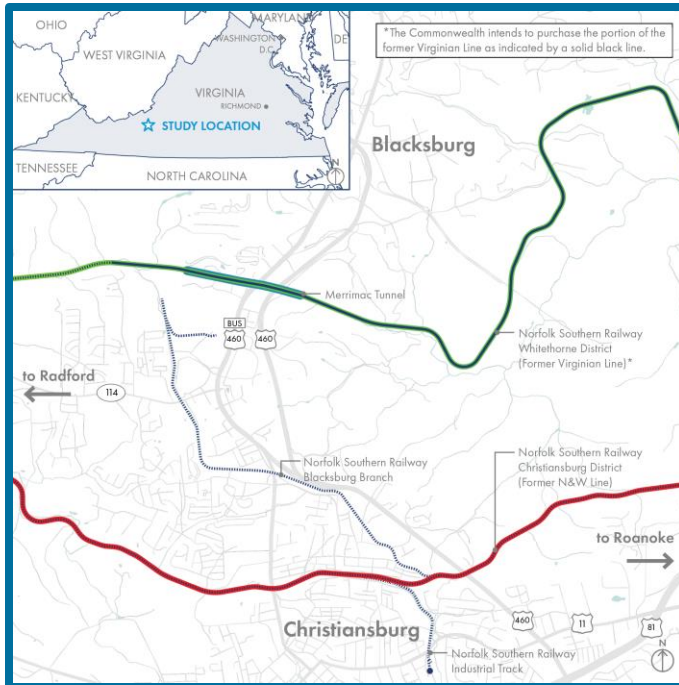 OHIO
MARYLAND
WASHINGTON
D.C.
DE
WEST VIRGINIA
KENTUCKY
VIRGINIA
RICHMOND
STUDY LOCATION
TENNESSEE
NORTH CAROLINA
N
*The Commonwealth intends to purchase the portion of the
former Virginian Line as indicated by a solid black line.
Blacksburg
Merrimac Tunnel
BUS
460
460
Norfolk Southern Railway
Whitethorne District
(Former Virginian Line)*
to Radford
114
Norfolk Southern Railway
Blacksburg Branch
Norfolk Southern Railway
Christiansburg District
(Former N&W Line)
to Roanoke
Christiansburg
460
11
81
N
Norfolk Southern Railway
Industrial Track